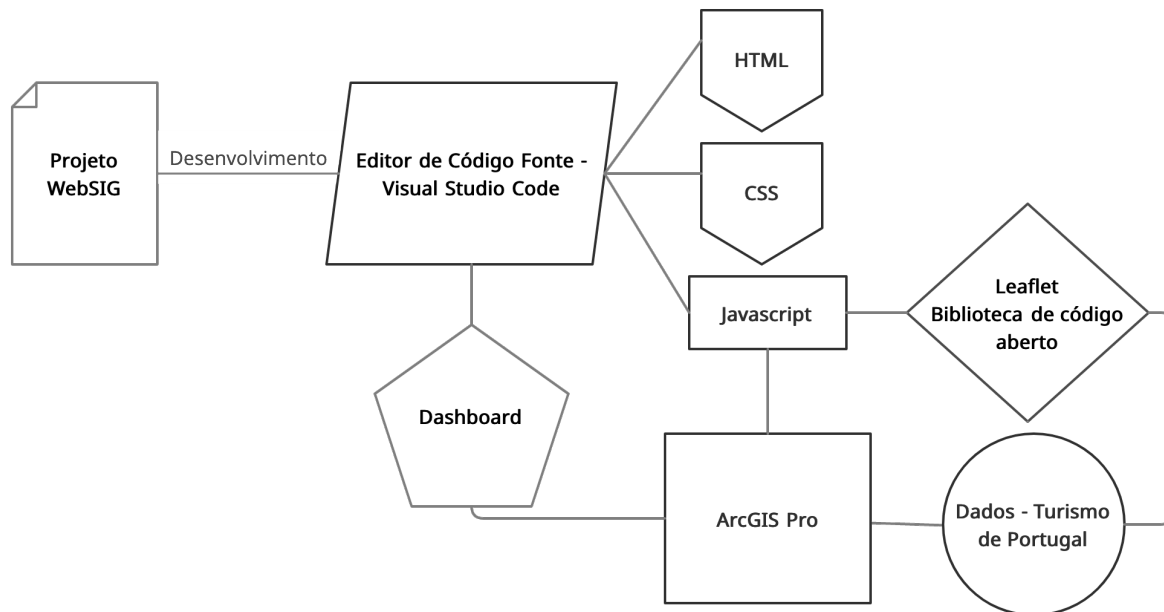 HTML
Projeto
WebSIG
Desenvolvimento
Editor de Código Fonte -
Visual Studio Code
CSS
Javascript
Leaflet
Biblioteca de código
aberto
Dashboard
ArcGIS Pro
Dados - Turismo
de Portugal